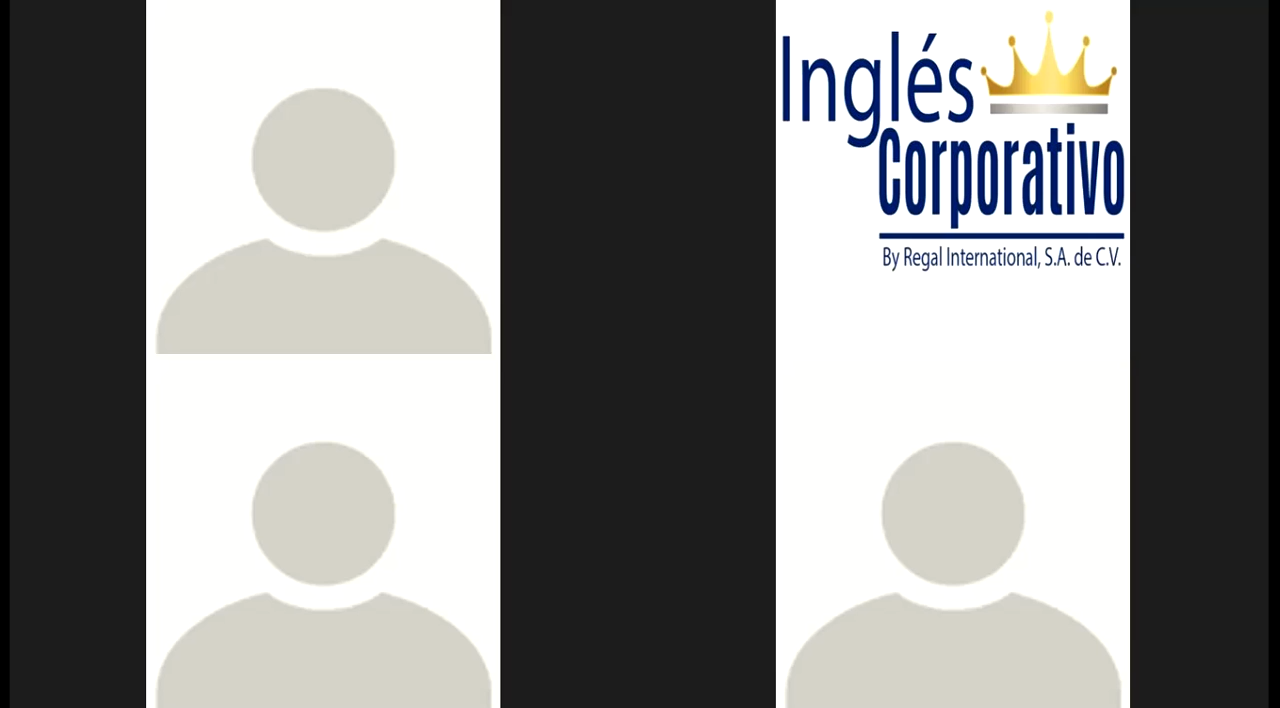 Inglés
Corporativo
By Regal International, S.A. de C.V.